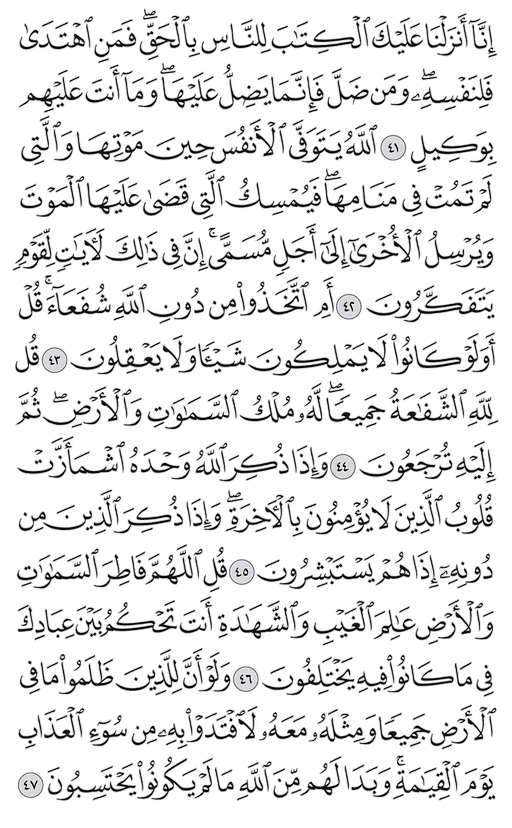 إِنَّآ أَنزَلۡنَا عَلَيۡكَ ٱلۡكِتَٰبَ لِلنَّاسِ بِٱلۡحَقِّۖ فَمَنِ ٱهۡتَدَىٰ
فَلِنَفۡسِهِۦۖ وَمَن ضَلَّ فَإِنَّمَا يَضِلُّ عَلَيۡهَاۖ وَمَآ أَنتَ عَلَيۡهِم
بِوَكِيلٍ ٤١ ٱللَّهُ يَتَوَفَّى ٱلۡأَنفُسَ حِينَ مَوۡتِهَا وَٱلَّتِي
لَمۡ تَمُتۡ فِي مَنَامِهَاۖ فَيُمۡسِكُ ٱلَّتِي قَضَىٰ عَلَيۡهَا ٱلۡمَوۡتَ
وَيُرۡسِلُ ٱلۡأُخۡرَىٰٓ إِلَىٰٓ أَجَلٖ مُّسَمًّىۚ إِنَّ فِي ذَٰلِكَ لَأٓيَٰتٖ لِّقَوۡمٖ
يَتَفَكَّرُونَ ٤٢ أَمِ ٱتَّخَذُواْ مِن دُونِ ٱللَّهِ شُفَعَآءَۚ قُلۡ
أَوَلَوۡ كَانُواْ لَا يَمۡلِكُونَ شَيۡـٔٗا وَلَا يَعۡقِلُونَ ٤٣ قُل
لِّلَّهِ ٱلشَّفَٰعَةُ جَمِيعٗاۖ لَّهُۥ مُلۡكُ ٱلسَّمَٰوَٰتِ وَٱلۡأَرۡضِۖ ثُمَّ
إِلَيۡهِ تُرۡجَعُونَ ٤٤ وَإِذَا ذُكِرَ ٱللَّهُ وَحۡدَهُ ٱشۡمَأَزَّتۡ
قُلُوبُ ٱلَّذِينَ لَا يُؤۡمِنُونَ بِٱلۡأٓخِرَةِۖ وَإِذَا ذُكِرَ ٱلَّذِينَ مِن
دُونِهِۦٓ إِذَا هُمۡ يَسۡتَبۡشِرُونَ ٤٥ قُلِ ٱللَّهُمَّ فَاطِرَ ٱلسَّمَٰوَٰتِ
وَٱلۡأَرۡضِ عَٰلِمَ ٱلۡغَيۡبِ وَٱلشَّهَٰدَةِ أَنتَ تَحۡكُمُ بَيۡنَ عِبَادِكَ
فِي مَا كَانُواْ فِيهِ يَخۡتَلِفُونَ ٤٦ وَلَوۡ أَنَّ لِلَّذِينَ ظَلَمُواْ مَا فِي
ٱلۡأَرۡضِ جَمِيعٗا وَمِثۡلَهُۥ مَعَهُۥ لَٱفۡتَدَوۡاْ بِهِۦ مِن سُوٓءِ ٱلۡعَذَابِ
يَوۡمَ ٱلۡقِيَٰمَةِۚ وَبَدَا لَهُم مِّنَ ٱللَّهِ مَا لَمۡ يَكُونُواْ يَحۡتَسِبُونَ ٤٧